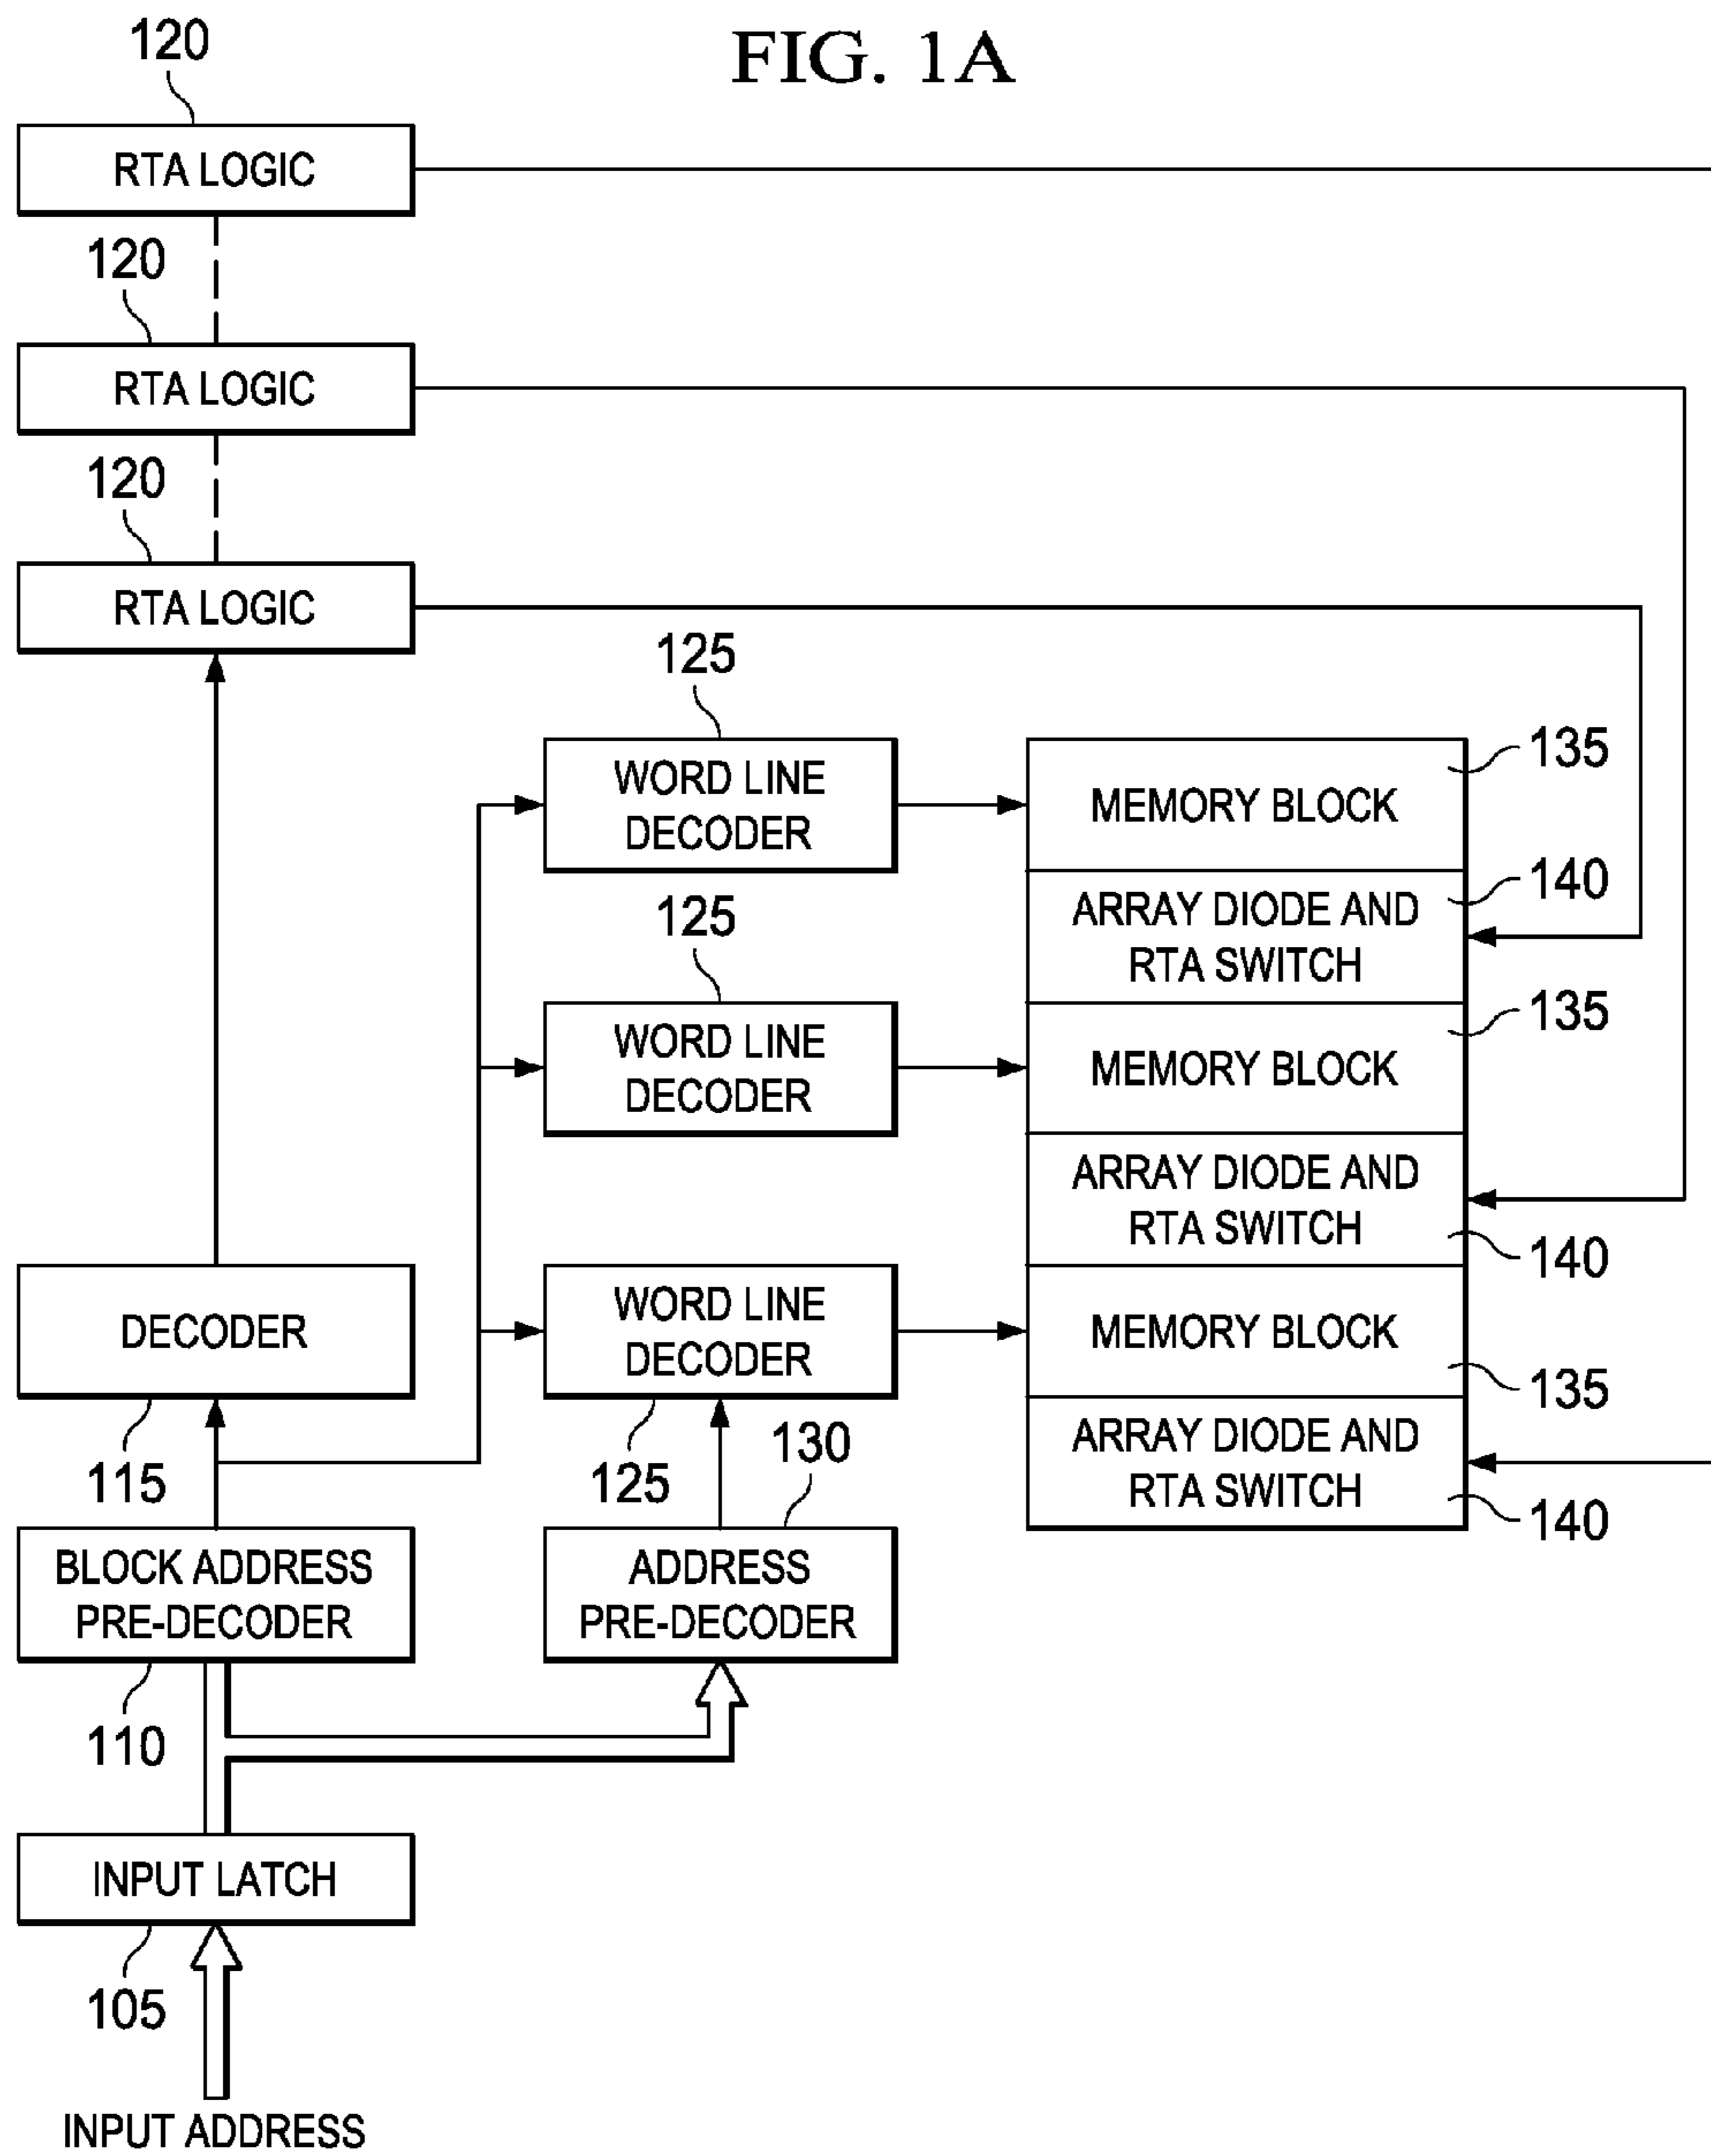 FIG. 1A
120
RTA LOGIC
120
RTA LOGIC
120
RTA LOGIC
125
WORD LINE
DECODER
MEMORY BLOCK
135
ARRAY DIODE AND
RTA SWITCH
140
125
WORD LINE
DECODER
MEMORY BLOCK
135
ARRAY DIODE AND
RTA SWITCH
140
DECODER
115
WORD LINE
DECODER
125
MEMORY BLOCK
135
ARRAY DIODE AND
RTA SWITCH
140
BLOCK ADDRESS
PRE-DECODER
110
130
ADDRESS
PRE-DECODER
INPUT LATCH
105
INPUT ADDRESS